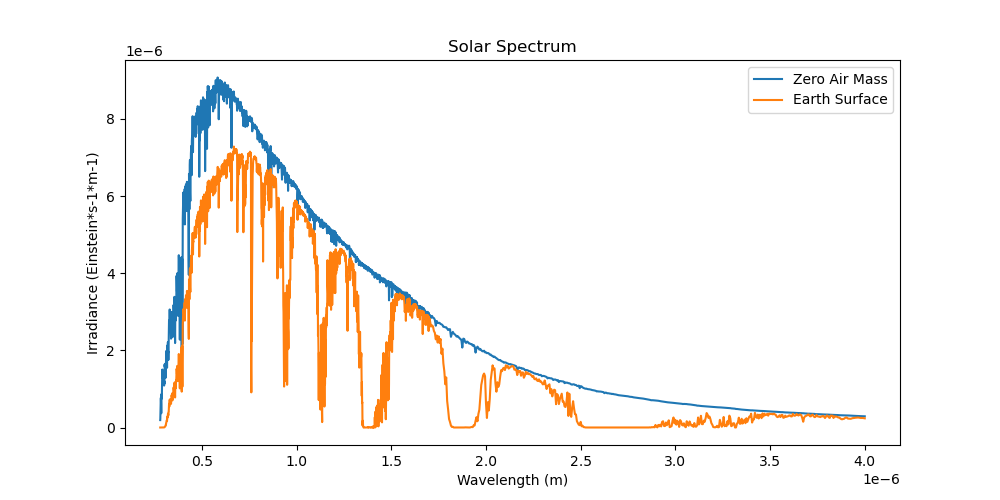 Solar Spectrum
1e−6
Zero Air Mass
Earth Surface
8
6
4
2
0
Irradiance (Einstein*s-1*m-1)
0.5 1.0 1.5 2.0 2.5 3.0 3.5 4.0
Wavelength (m)
1e−6